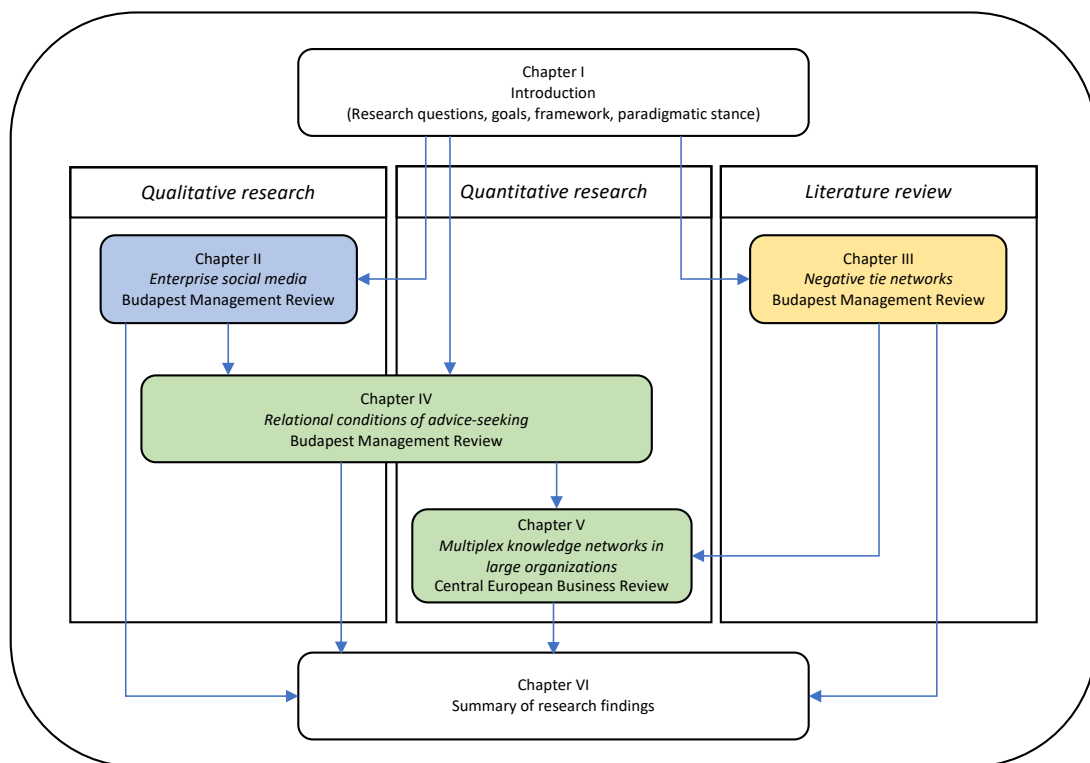 Chapter I
Introduction
(Research questions, goals, framework, paradigmatic stance)
Qualitative research
Quantitative research
Literature review
Chapter II
Enterprise social media
Budapest Management Review
Chapter III
Negative tie networks
Budapest Management Review
Chapter IV
Relational conditions of advice-seeking
Budapest Management Review
Chapter V
Multiplex knowledge networks in
large organizations
Central European Business Review
Chapter VI
Summary of research findings